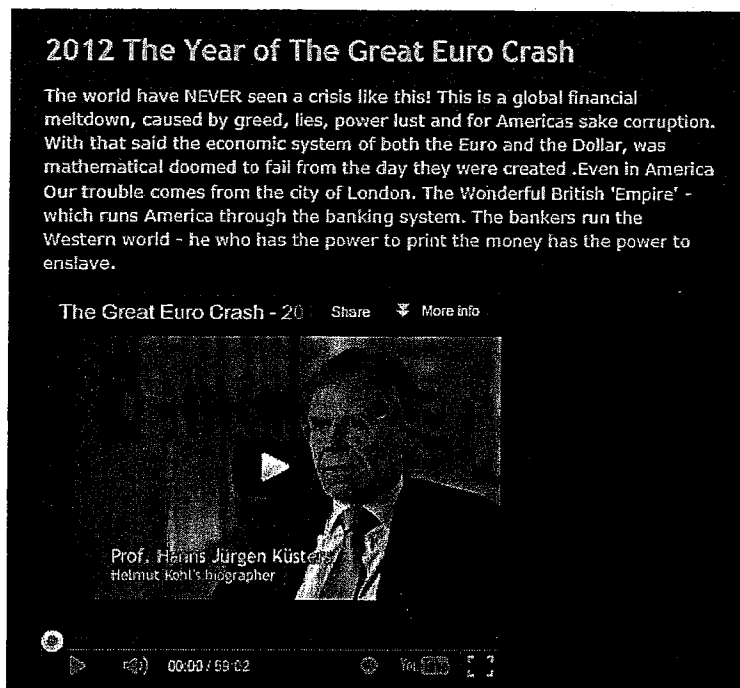 2012 The Year of The Great Euro Crash
The world have NEVER seen a crisis like this! This is a global financial
meltdown, caused by greed, lies, power lust and for Americas sake corruption.
With that said the economic system of both the Euro and the Dollar, was
mathematical doomed to fail from the day they were created .Even in America
Our trouble comes from the city of London. The Wonderful British 'Empire' -
which runs America through the banking system. The bankers run the
Western world - he who has the power to print the money has the power to
enslave.
The Great Euro Crash - 20 Share More info
Prof. Hanns Jürgen Küsters
Helmut Kohl's biographer
00:00 / 59:02 You